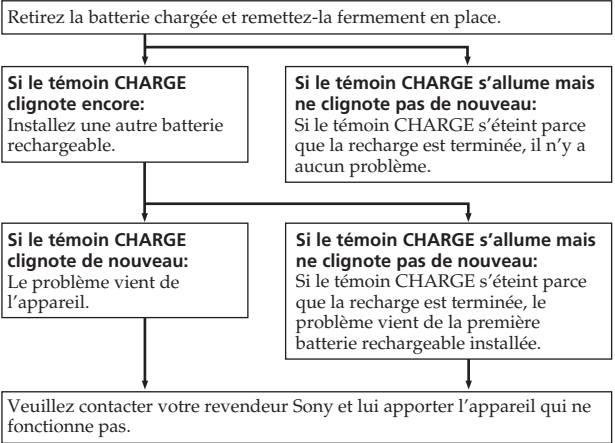 Retirez la batterie chargée et remettez-la fermement en place.
Si le témoin CHARGE
clignote encore:
Installez une autre batterie
rechargeable.
Si le témoin CHARGE s'allume mais
ne clignote pas de nouveau:
Si le témoin CHARGE s'éteint parce
que la recharge est terminée, il n'y a
aucun problème.
Si le témoin CHARGE
clignote de nouveau:
Le problème vient de
l'appareil.
Si le témoin CHARGE s'allume mais
ne clignote pas de nouveau:
Si le témoin CHARGE s'éteint parce
que la recharge est terminée, le
problème vient de la première
batterie rechargeable installée.
Veuillez contacter votre revendeur Sony et lui apporter l'appareil qui ne
fonctionne pas.